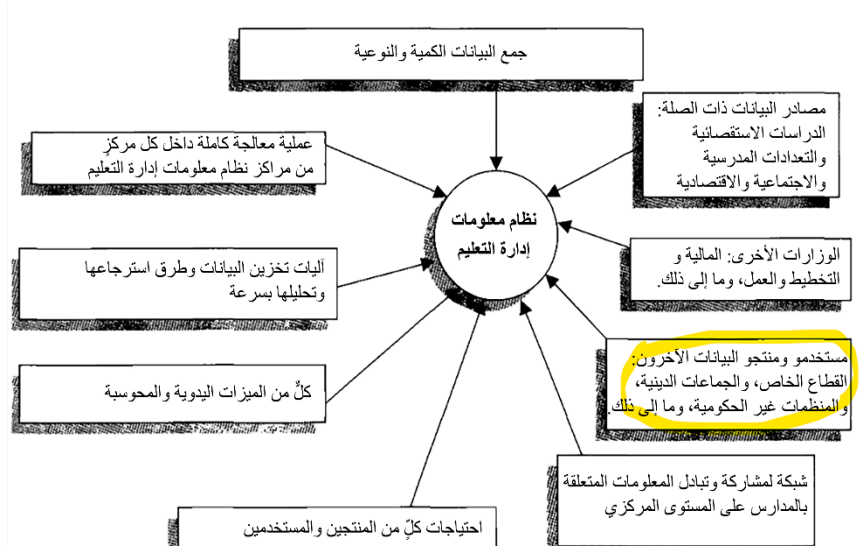 جمع البيانات الكمية والنوعية
مصادر البيانات ذات الصلة:
الدراسات الاستقصائية
والتعدادات المدرسية
والاجتماعية والاقتصادية
عملية معالجة كاملة داخل كل مركزٍ
من مراكز نظام معلومات إدارة التعليم
نظام معلومات
إدارة التعليم
الوزارات الأخرى: المالية و
التخطيط والعمل، وما إلى ذلك.
آليات تخزين البيانات وطرق استرجاعها
وتحليلها بسرعة
مستخدمو ومنتجو البيانات الآخرون:
القطاع الخاص، والجماعات الدينية،
والمنظمات غير الحكومية، وما إلى ذلك.
كلٌّ من الميزات اليدوية والمحوسبة
شبكة لمشاركة وتبادل المعلومات المتعلقة
بالمدارس على المستوى المركزي
احتياجات كلٍّ من المنتجين والمستخدمين